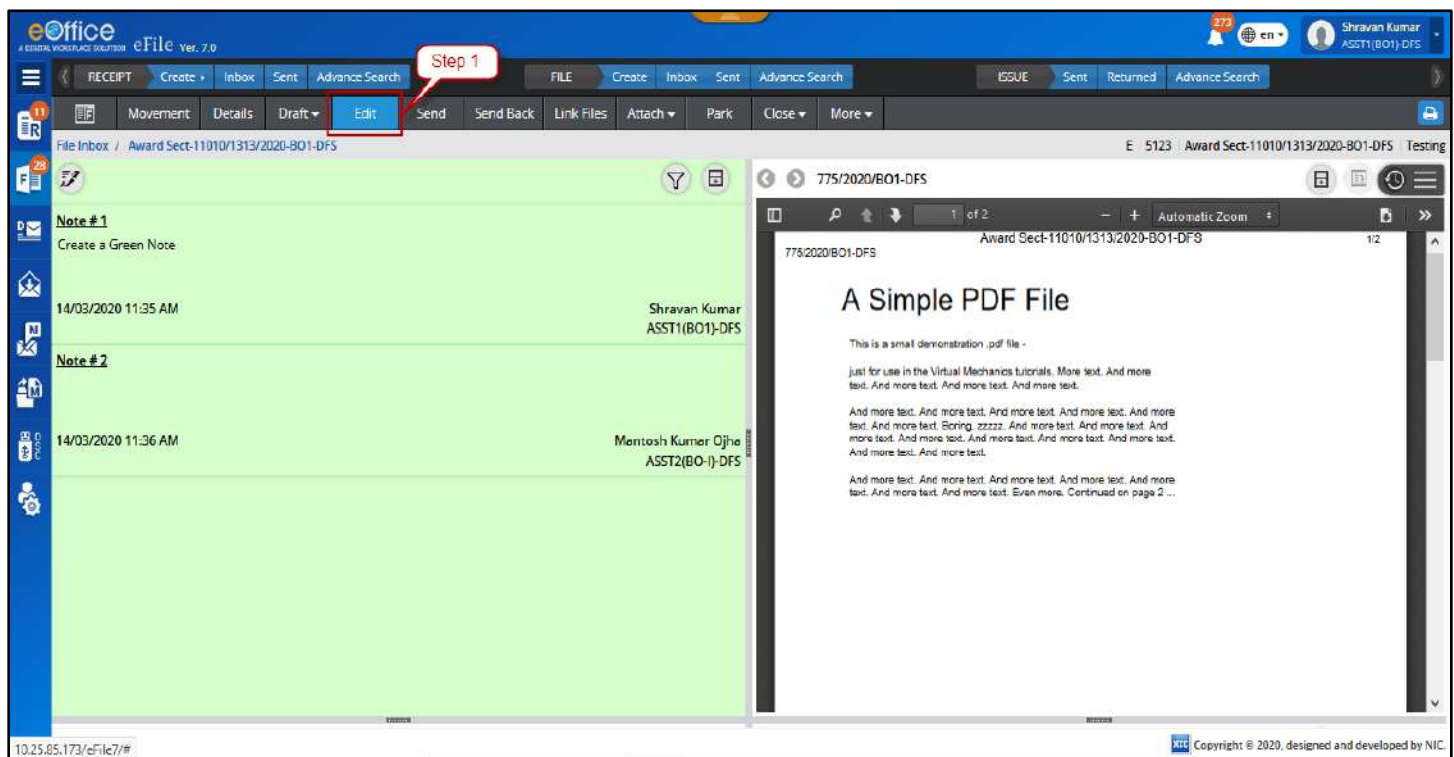 eOffice
A DIGITAL WORKPLACE SOLUTION eFile Ver. 7.0
273
en
Shravan Kumar
ASST1(BO1)-DFS
Step 1
RECEIPT Create Inbox Sent Advance Search FILE Create Inbox Sent Advance Search ISSUE Sent Returned Advance Search
11
R
Movement Details Draft Edit Send Send Back Link Files Attach Park Close More
File Inbox / Award Sect-11010/1313/2020-BO1-DFS
E 5123 Award Sect-11010/1313/2020-BO1-DFS Testing
28
F
775/2020/BO1-DFS
Note # 1
Create a Green Note
14/03/2020 11:35 AM
Shravan Kumar
ASST1(BO1)-DFS
Note # 2
14/03/2020 11:36 AM
Mantosh Kumar Ojha
ASST2(BO-I)-DFS
D
M
M
DSC
1 of 2
Automatic Zoom
Award Sect-11010/1313/2020-BO1-DFS
1/2
775/2020/BO1-DFS
A Simple PDF File
This is a small demonstration .pdf file -
just for use in the Virtual Mechanics tutorials. More text. And more
text. And more text. And more text. And more text.
And more text. And more text. And more text. And more text. And more
text. And more text. Boring, zzzzz. And more text. And more text. And
more text. And more text. And more text. And more text. And more text.
And more text. And more text.
And more text. And more text. And more text. And more text. And more
text. And more text. And more text. Even more. Continued on page 2 ...
10.25.85.173/eFile7/#
NIC Copyright © 2020, designed and developed by NIC.